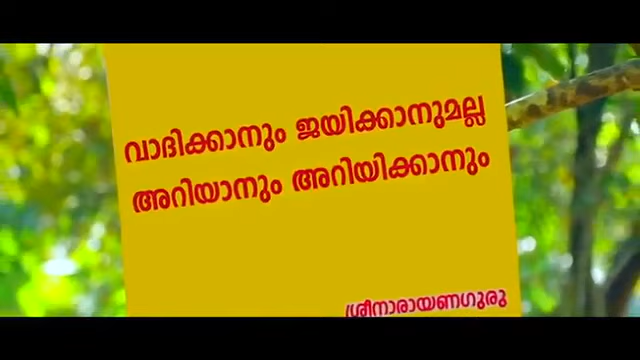 വാദിക്കാനും ജയിക്കാനുമല്ല
അറിയാനും അറിയിക്കാനും
ശ്രീനാരായണഗുരു